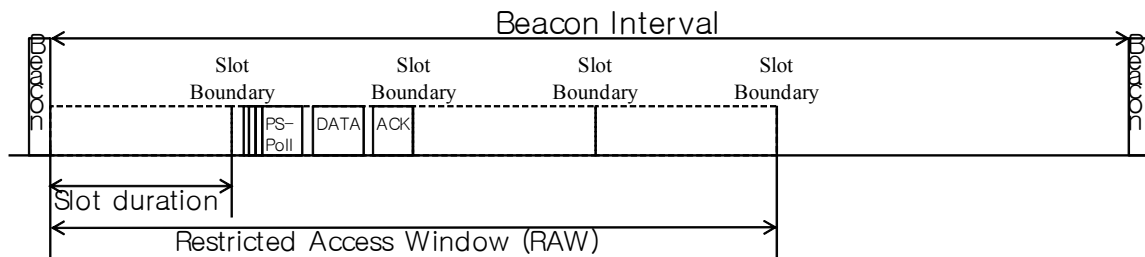 Beacon Interval
Beacon
Beacon
Slot
Boundary
Slot
Boundary
Slot
Boundary
Slot
Boundary
PS-
Poll
DATA
ACK
Slot duration
Restricted Access Window (RAW)